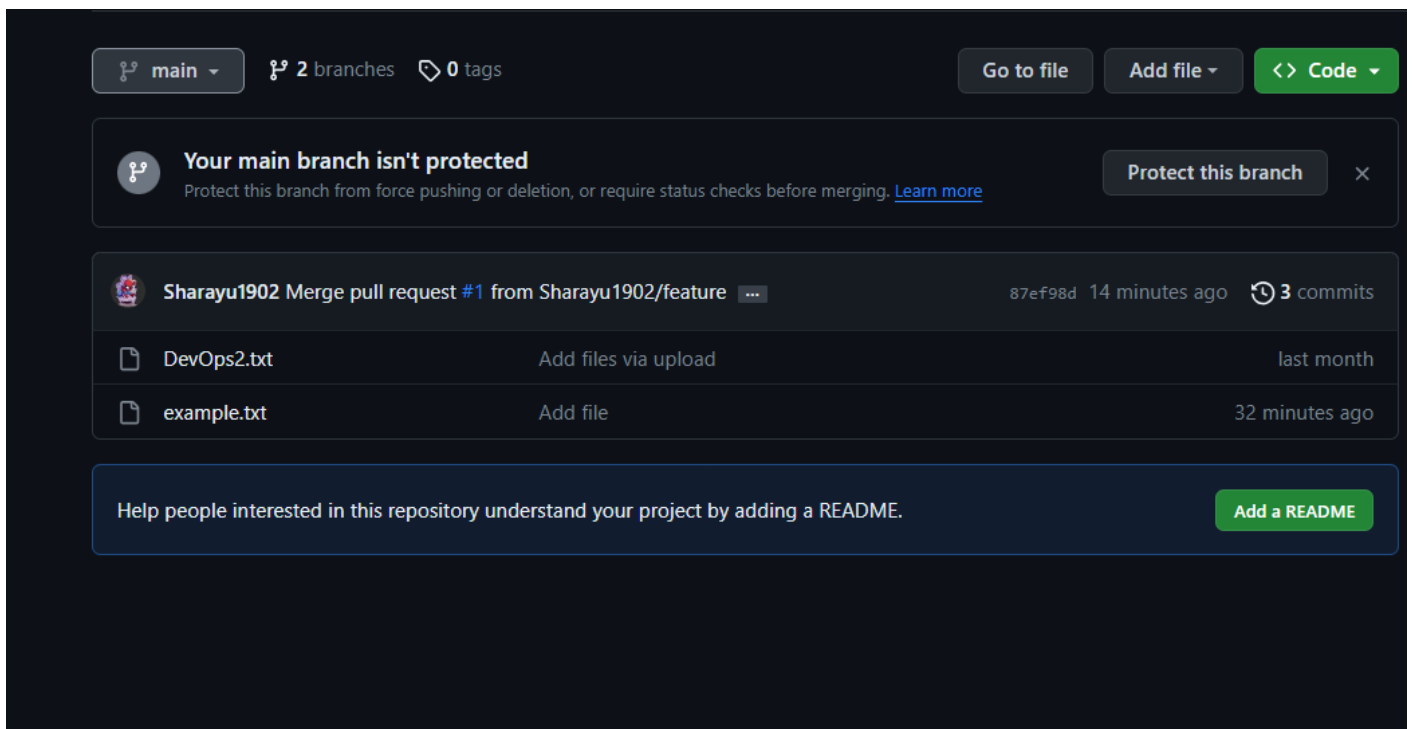 main 2 branches 0 tags Go to file Add file <> Code
Your main branch isn't protected
Protect this branch from force pushing or deletion, or require status checks before merging. Learn more
Protect this branch ×
Sharayu1902 Merge pull request #1 from Sharayu1902/feature ... 87ef98d 14 minutes ago 3 commits
DevOps2.txt Add files via upload last month
example.txt Add file 32 minutes ago
Help people interested in this repository understand your project by adding a README. Add a README